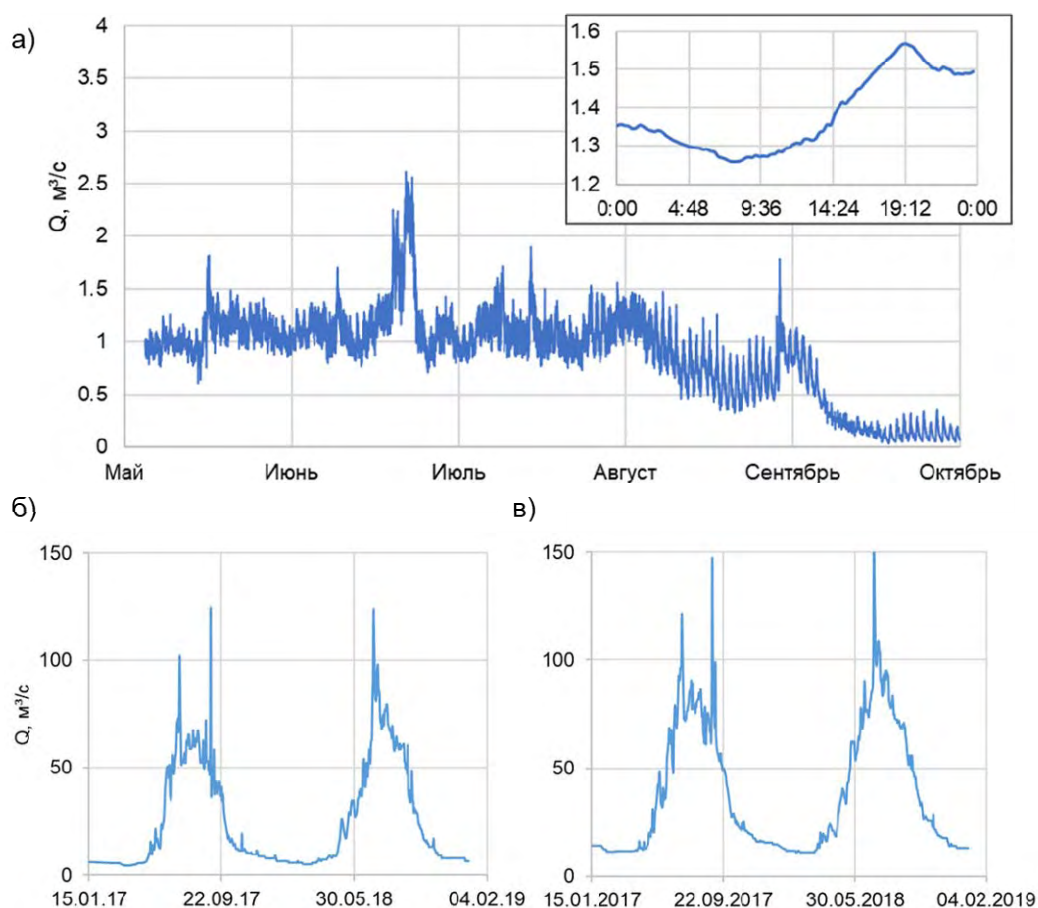 а)
Q, м³/с
4
3.5
3
2.5
2
1.5
1
0.5
0
Май Июнь Июль Август Сентябрь Октябрь
1.6
1.5
1.4
1.3
1.2
0:00 4:48 9:36 14:24 19:12 0:00
б)
Q, м³/с
150
100
50
0
15.01.17 22.09.17 30.05.18 04.02.19
в)
150
100
50
0
15.01.2017 22.09.2017 30.05.2018 04.02.2019